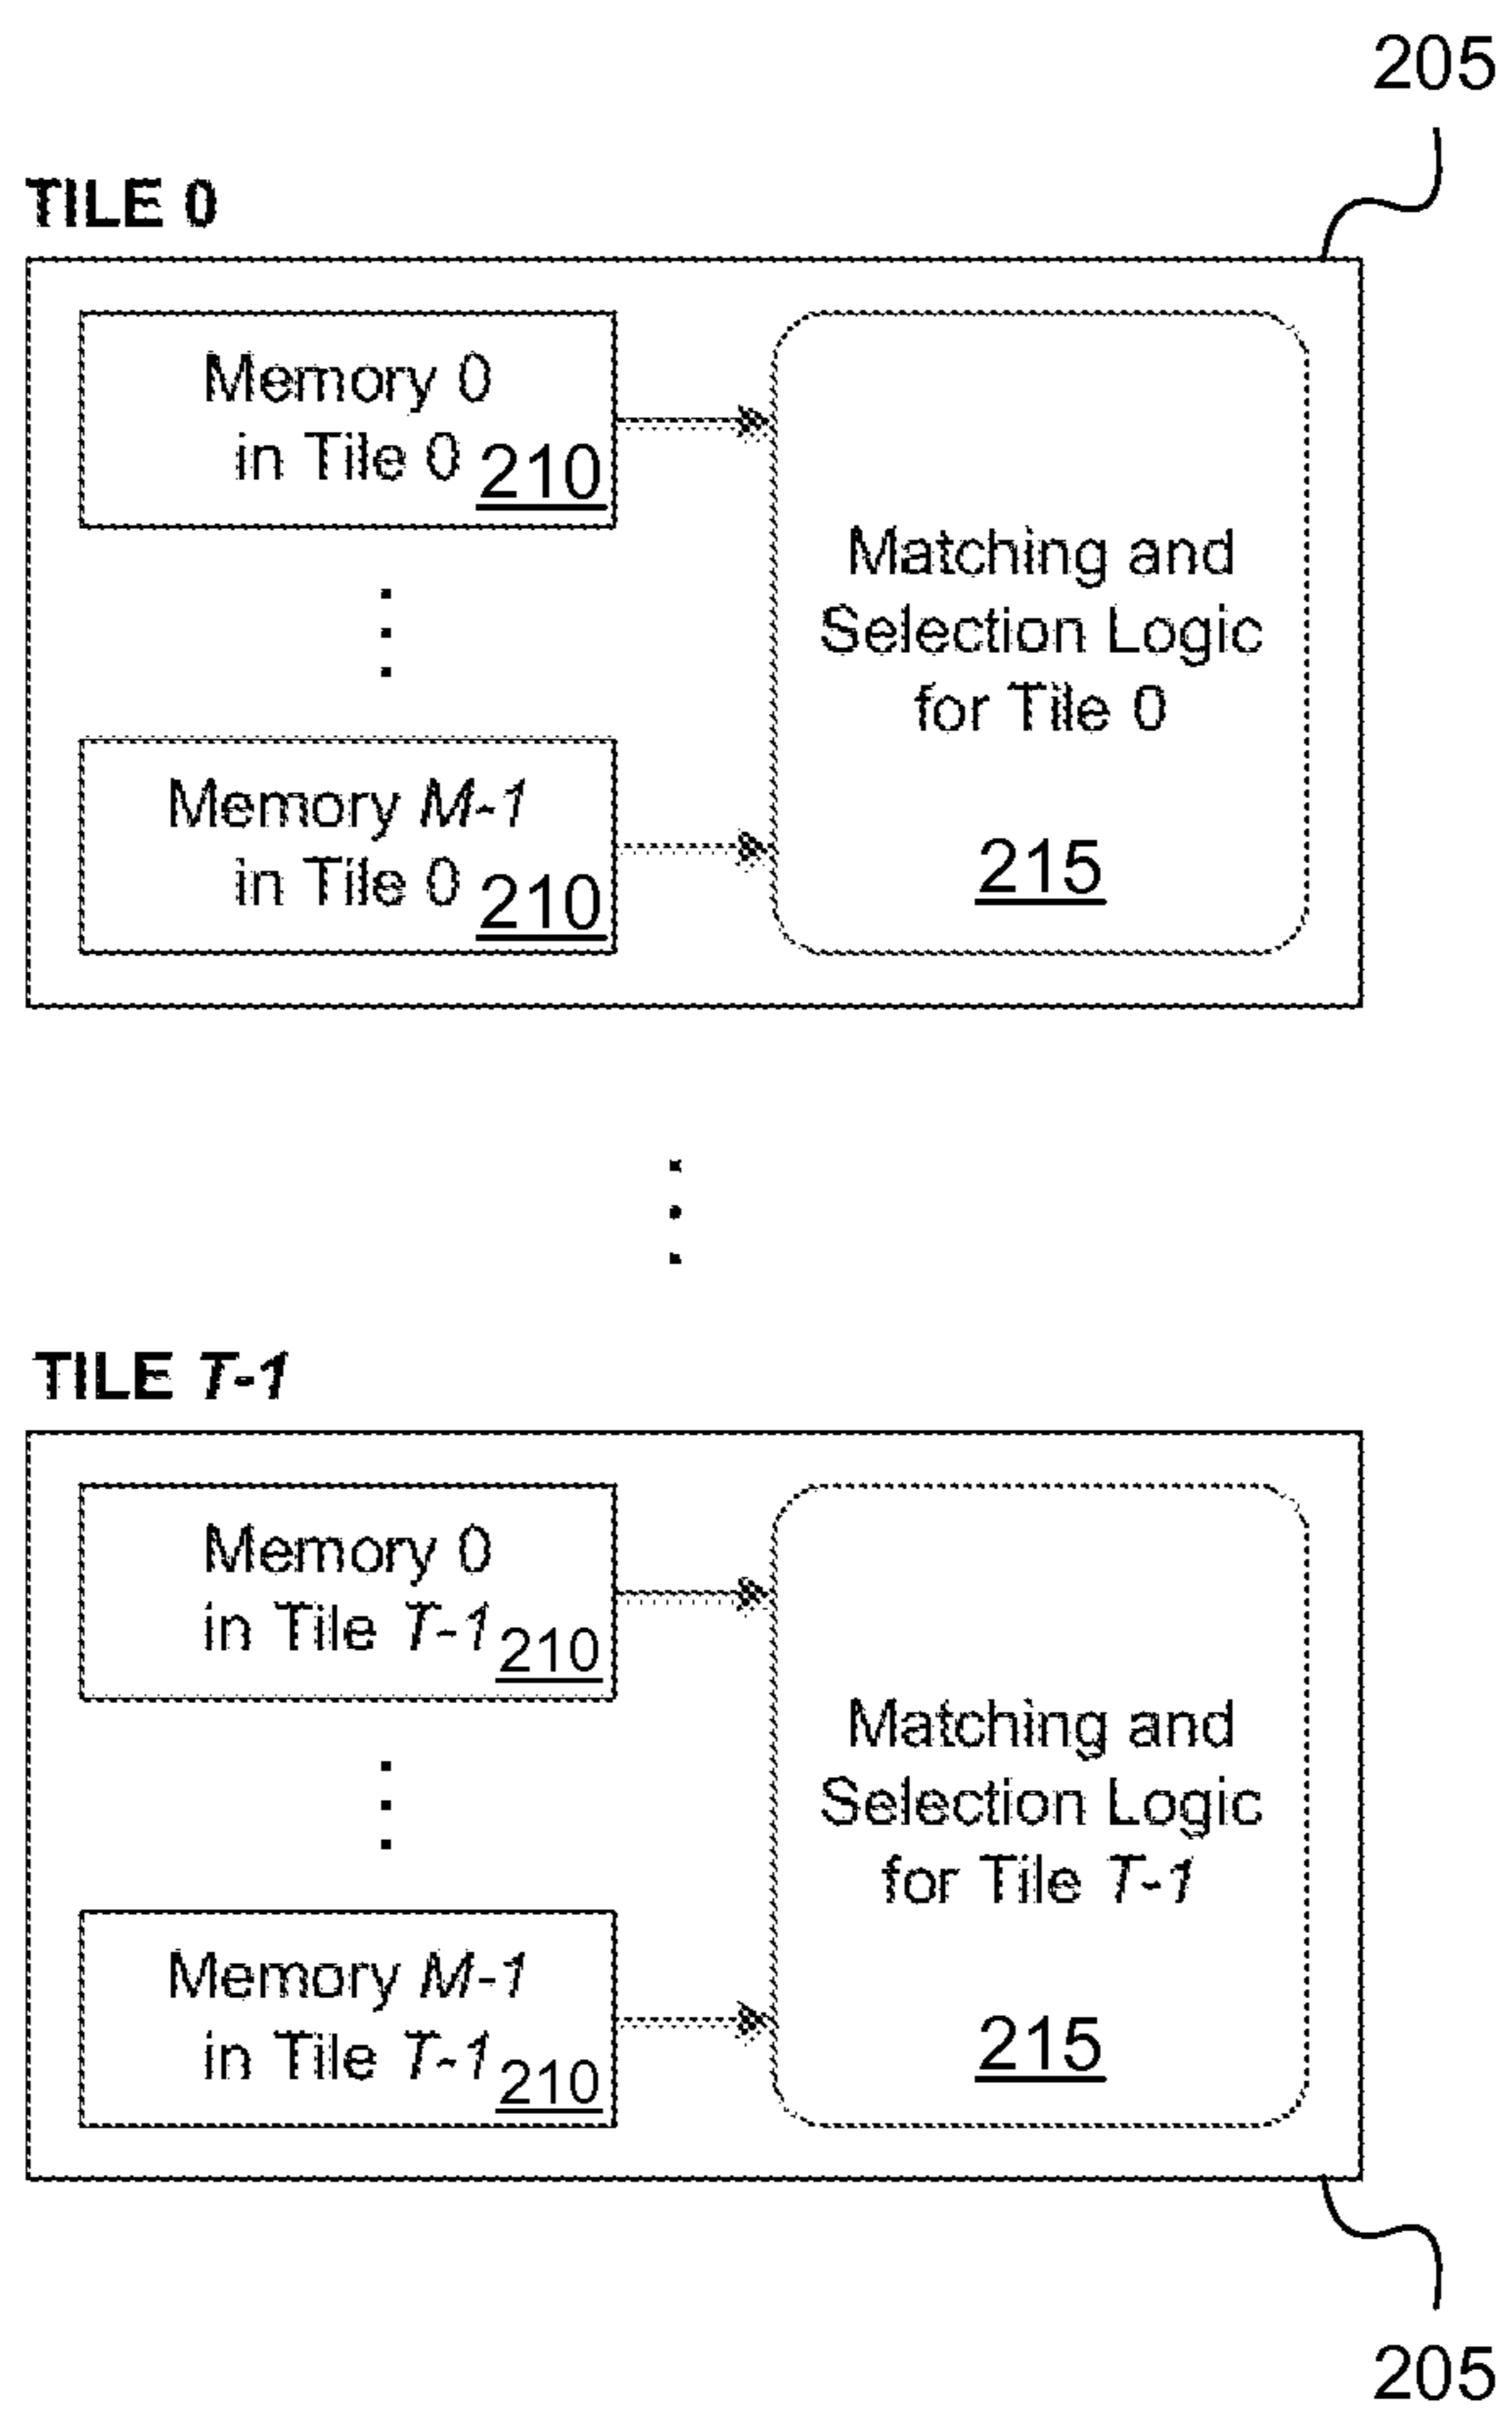 205
TILE 0
Memory 0
in Tile 0 210
Matching and
Selection Logic
for Tile 0
215
Memory M-1
in Tile 0 210
TILE T-1
Memory 0
in Tile T-1 210
Matching and
Selection Logic
for Tile T-1
215
Memory M-1
in Tile T-1 210
205